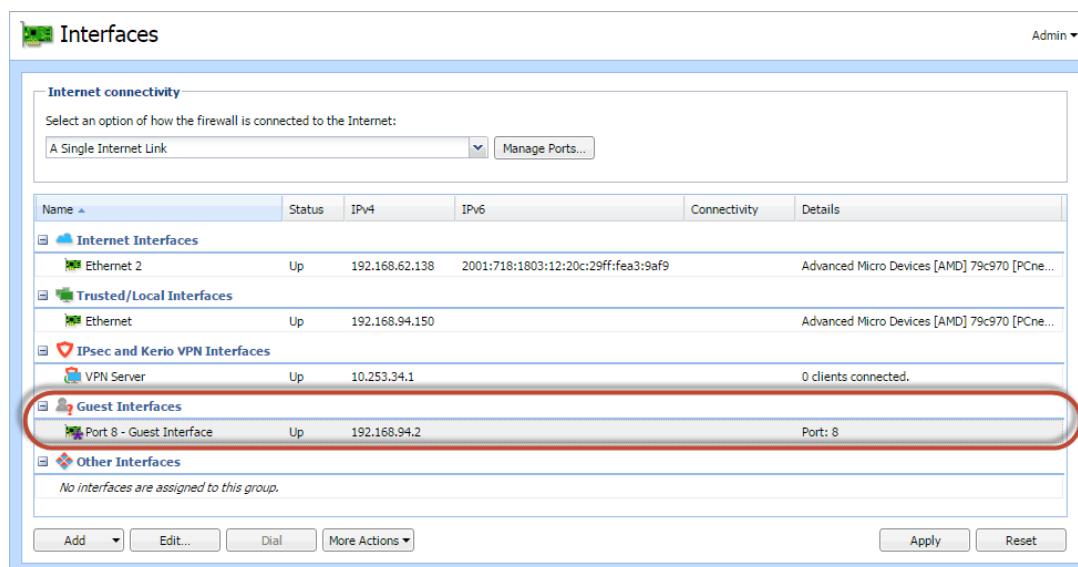 Interfaces
Admin
Internet connectivity
Select an option of how the firewall is connected to the Internet:
A Single Internet Link Manage Ports...
Name Status IPv4 IPv6 Connectivity Details
Internet Interfaces
Ethernet 2 Up 192.168.62.138 2001:718:1803:12:20c:29ff:fea3:9af9 Advanced Micro Devices [AMD] 79c970 [PCne...
Trusted/Local Interfaces
Ethernet Up 192.168.94.150 Advanced Micro Devices [AMD] 79c970 [PCne...
IPsec and Kerio VPN Interfaces
VPN Server Up 10.253.34.1 0 clients connected.
Guest Interfaces
Port 8 - Guest Interface Up 192.168.94.2 Port: 8
Other Interfaces
No interfaces are assigned to this group.
Add Edit... Dial More Actions Apply Reset